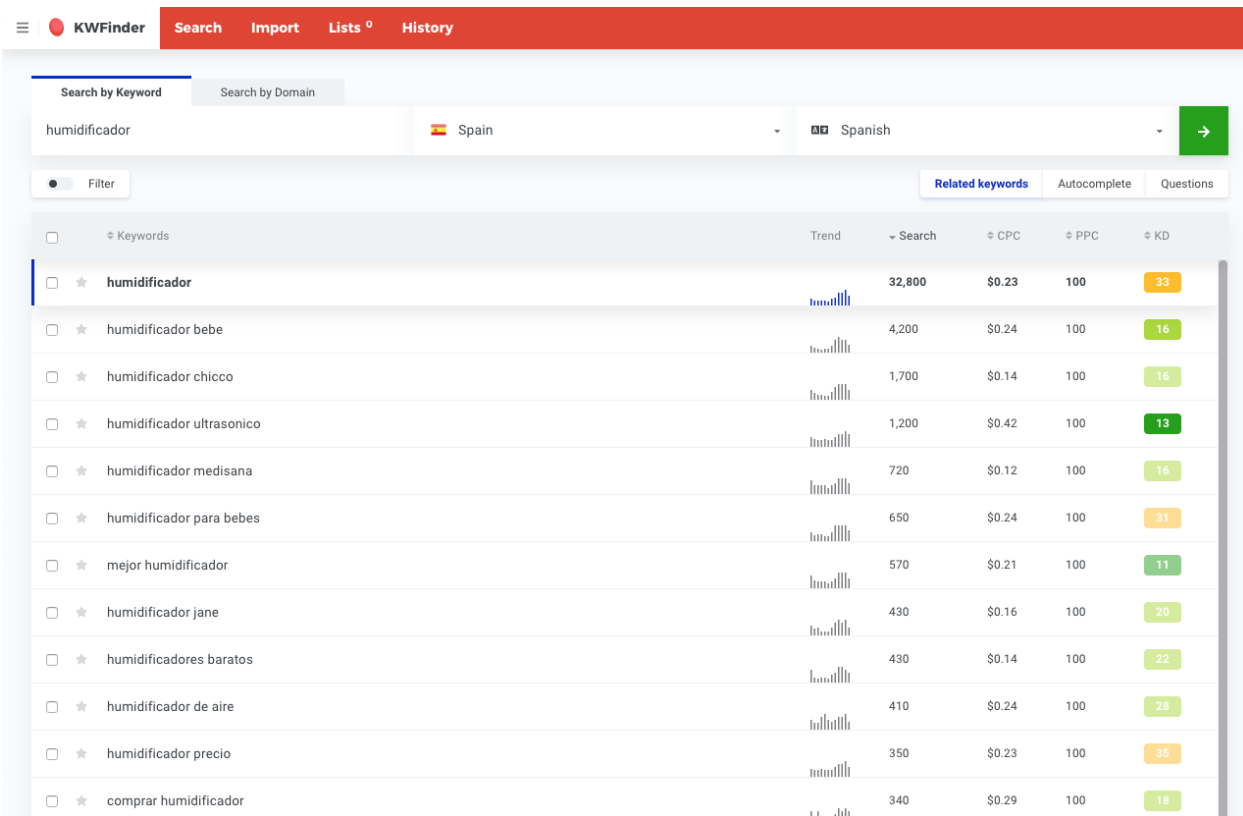 KWFinder Search Import Lists 0 History
Search by Keyword Search by Domain
humidificador Spain Spanish
Filter Related keywords Autocomplete Questions
Keywords Trend Search CPC PPC KD
humidificador 32,800 $0.23 100 33
humidificador bebe 4,200 $0.24 100 16
humidificador chicco 1,700 $0.14 100 16
humidificador ultrasonico 1,200 $0.42 100 13
humidificador medisana 720 $0.12 100 16
humidificador para bebes 650 $0.24 100 31
mejor humidificador 570 $0.21 100 11
humidificador jane 430 $0.16 100 20
humidificadores baratos 430 $0.14 100 22
humidificador de aire 410 $0.24 100 28
humidificador precio 350 $0.23 100 35
comprar humidificador 340 $0.29 100 18